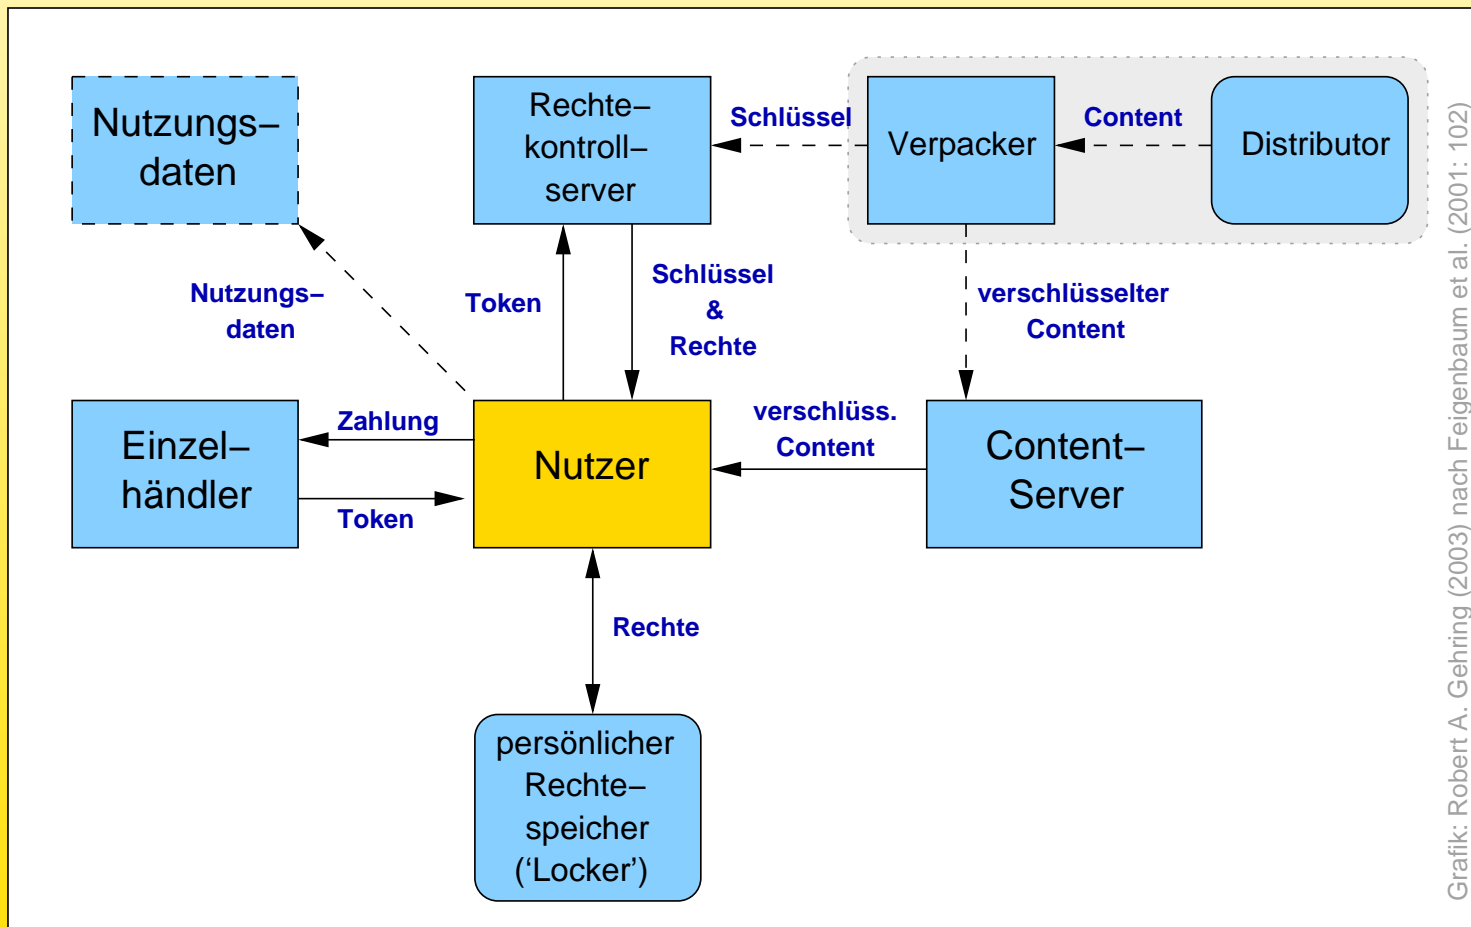 Nutzungs–
daten
Rechte–
kontroll–
server
Schlüssel
Verpacker
Content
Distributor
Nutzungs–
daten
Token
Schlüssel
&
Rechte
verschlüsselter
Content
Einzel–
händler
Zahlung
Token
Nutzer
verschlüss.
Content
Content–
Server
Rechte
persönlicher
Rechte–
speicher
(‘Locker’)
Grafik: Robert A. Gehring (2003) nach Feigenbaum et al. (2001: 102)